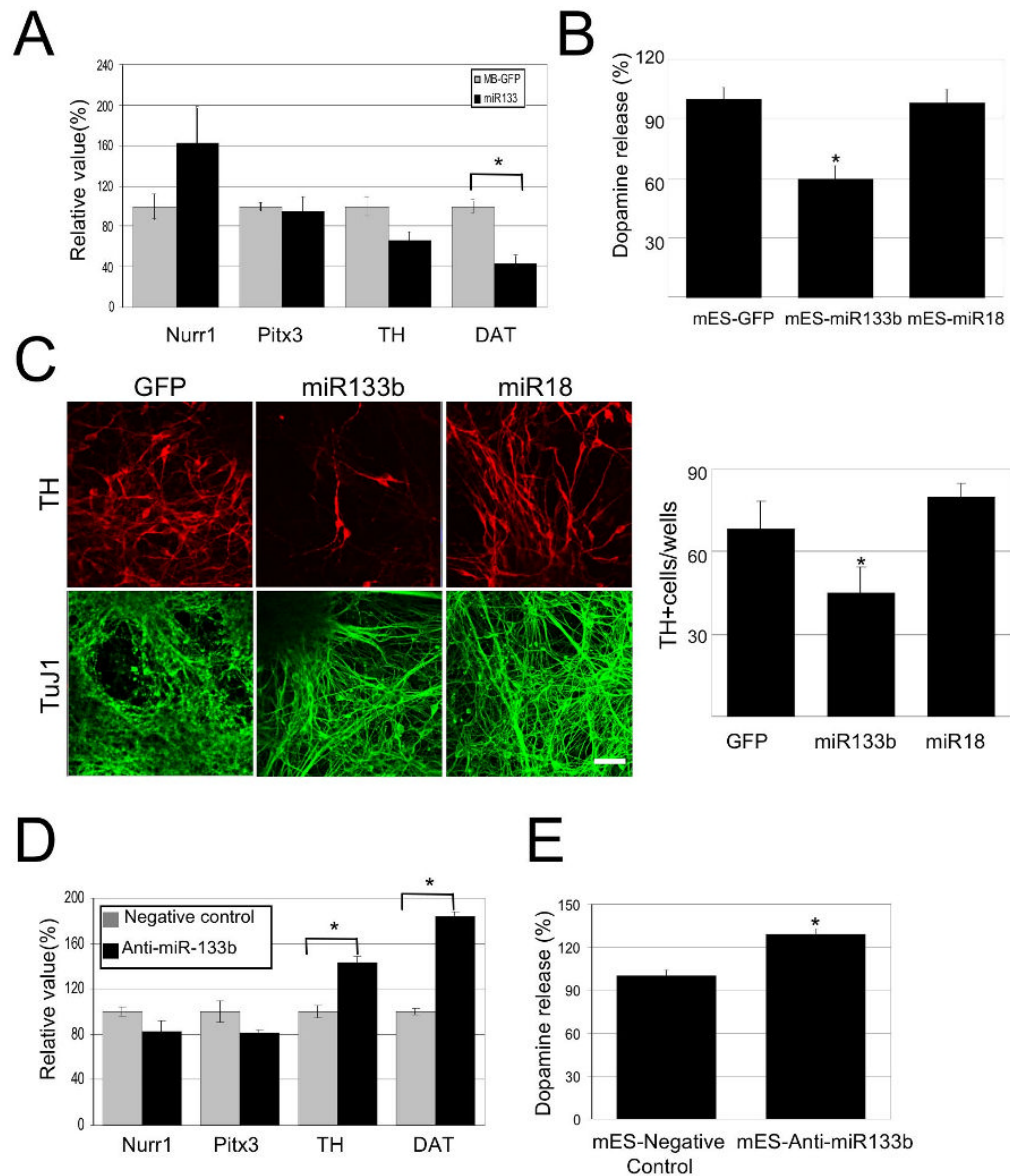 A
Relative value(%)
240
200
160
120
80
40
0
MB-GFP
miR133
*
Nurr1 Pitx3 TH DAT
B
Dopamine release (%)
120
90
60
30
*
mES-GFP mES-miR133b mES-miR18
C
GFP miR133b miR18
TH
TuJ1
TH+cells/wells
90
60
30
*
GFP miR133b miR18
D
Relative value(%)
200
160
120
80
40
0
Negative control
Anti-miR-133b
*
*
Nurr1 Pitx3 TH DAT
E
Dopamine release (%)
150
120
90
60
30
0
*
mES-Negative mES-Anti-miR133b
Control